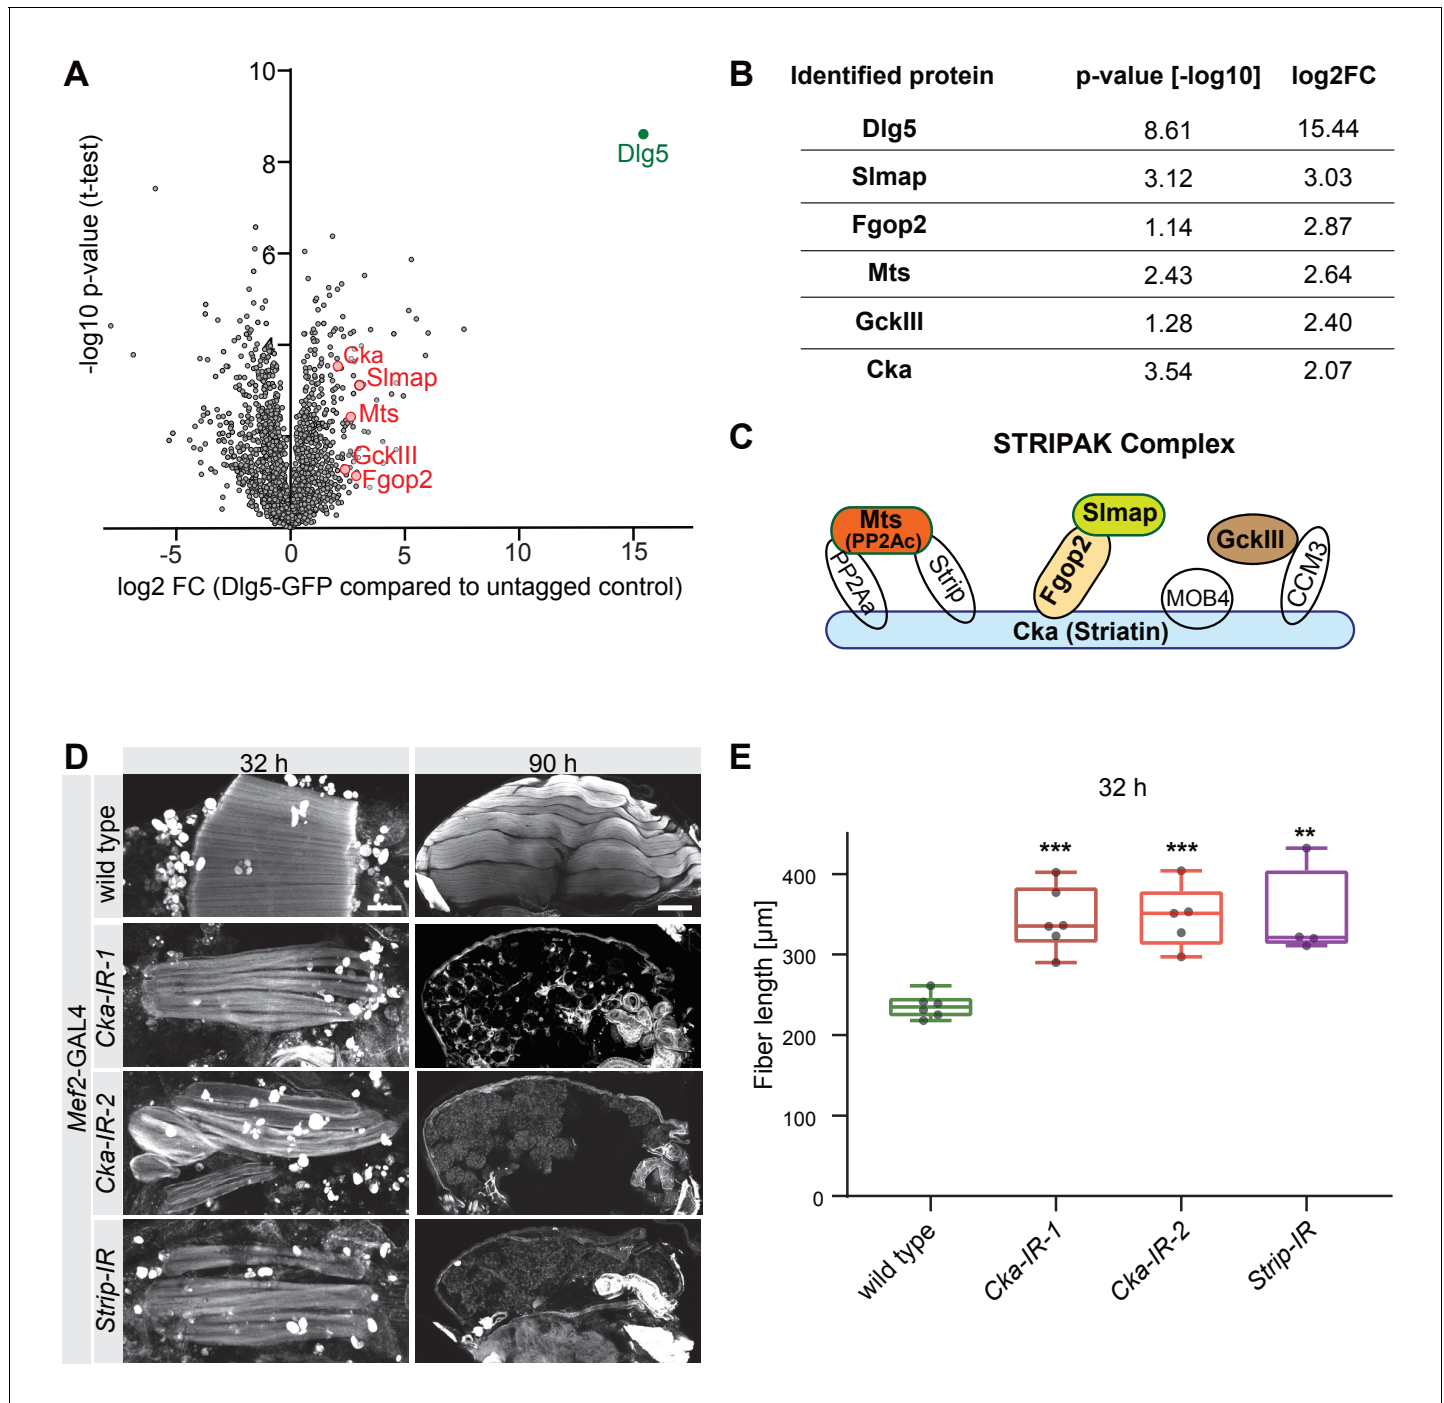 A
10
8
6
4
-log10 p-value (t-test)
Dlg5
Cka
Slmap
Mts
GckIII
Fgop2
-5
0
5
10
15
log2 FC (Dlg5-GFP compared to untagged control)
B
Identified protein p-value [-log10] log2FC
Dlg5 8.61 15.44
Slmap 3.12 3.03
Fgop2 1.14 2.87
Mts 2.43 2.64
GckIII 1.28 2.40
Cka 3.54 2.07
C
STRIPAK Complex
Mts
(PP2Ac)
PP2Aa
Strip
Fgop2
Slmap
MOB4
GckIII
CCM3
Cka (Striatin)
D
32 h
90 h
Mef2-GAL4
wild type
Cka-IR-1
Cka-IR-2
Strip-IR
E
32 h
Fiber length [µm]
400
300
200
100
0
***
***
**
wild type
Cka-IR-1
Cka-IR-2
Strip-IR